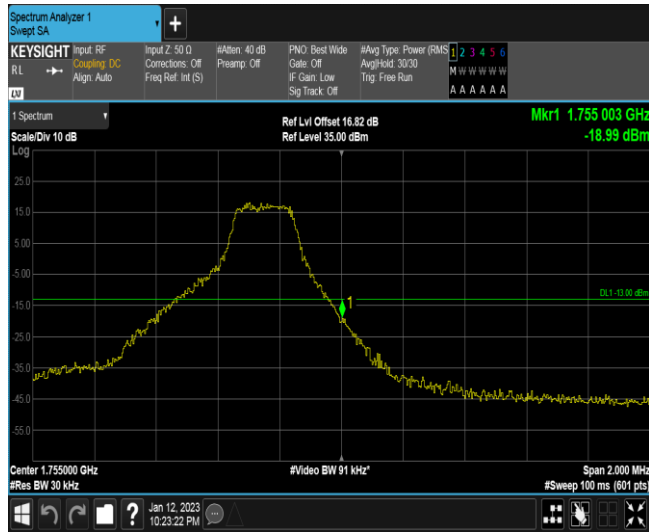 Spectrum Analyzer 1
Swept SA
+
KEYSIGHT
RL
LXI
Input: RF
Coupling: DC
Align: Auto
Input Z: 50 Ω
Corrections: Off
Freq Ref: Int (S)
#Atten: 40 dB
Preamp: Off
PNO: Best Wide
Gate: Off
IF Gain: Low
Sig Track: Off
#Avg Type: Power (RMS
Avg|Hold: 30/30
Trig: Free Run
1 2 3 4 5 6
M W W W W W
A A A A A A
1 Spectrum
Scale/Div 10 dB
Log
Ref Lvl Offset 16.82 dB
Ref Level 35.00 dBm
Mkr1 1.755 003 GHz
-18.99 dBm
25.0
15.0
5.00
-5.00
DL1 -13.00 dBm
1
-15.0
-25.0
-35.0
-45.0
-55.0
Center 1.755000 GHz
#Res BW 30 kHz
#Video BW 91 kHz*
Span 2.000 MHz
#Sweep 100 ms (601 pts)
?
Jan 12, 2023
10:23:22 PM